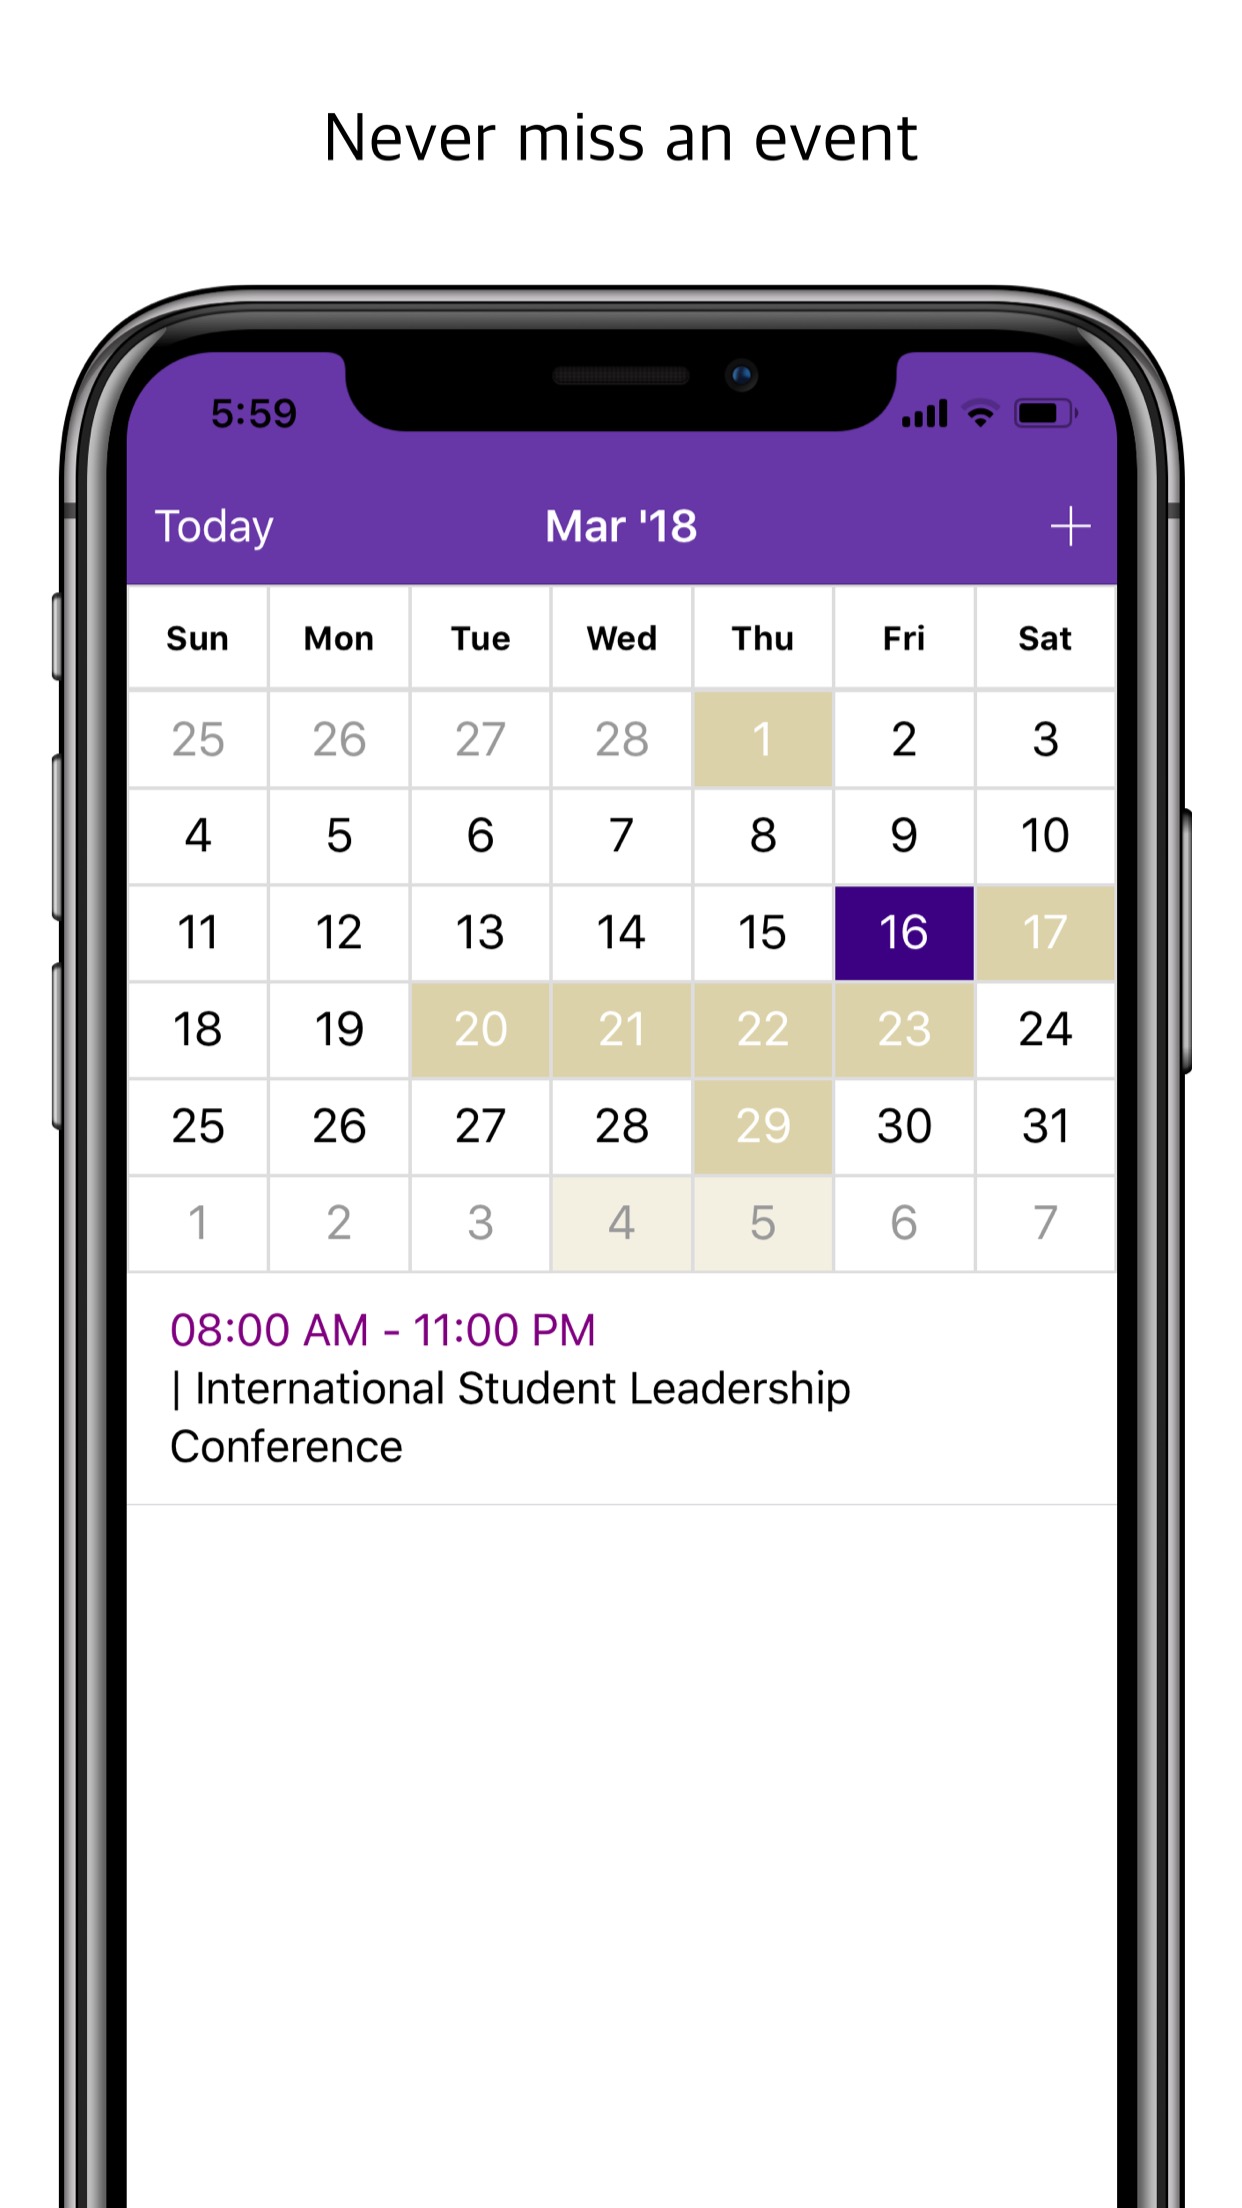 Never miss an event
5:59
Today Mar '18 +
Sun Mon Tue Wed Thu Fri Sat
25 26 27 28 1 2 3
4 5 6 7 8 9 10
11 12 13 14 15 16 17
18 19 20 21 22 23 24
25 26 27 28 29 30 31
1 2 3 4 5 6 7
08:00 AM - 11:00 PM
| International Student Leadership
Conference